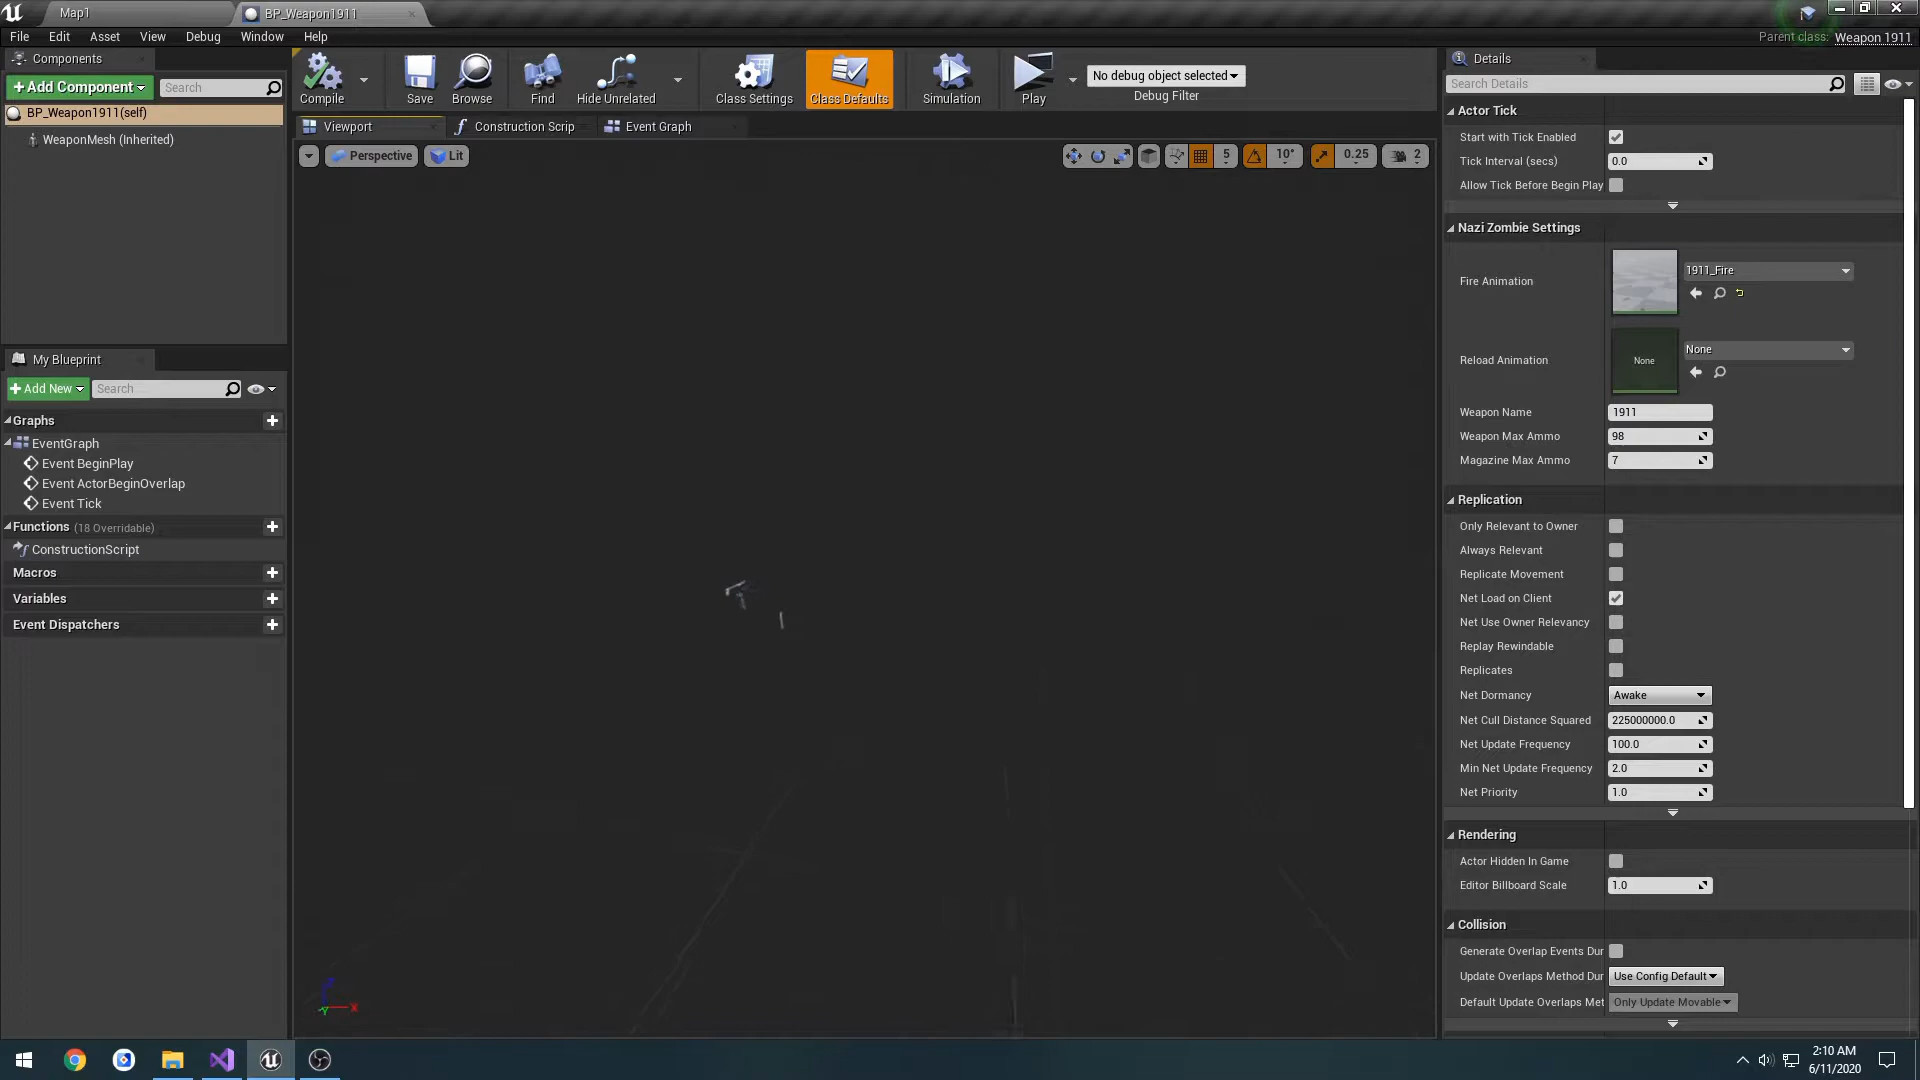 Map1
BP_Weapon1911
File Edit Asset View Debug Window Help
Parent class: Weapon 1911
Components
+Add Component
Search
BP_Weapon1911(self)
WeaponMesh (Inherited)
My Blueprint
+Add New
Search
Graphs
EventGraph
Event BeginPlay
Event ActorBeginOverlap
Event Tick
Functions (18 Overridable)
ConstructionScript
Macros
Variables
Event Dispatchers
Compile
Save
Browse
Find
Hide Unrelated
Class Settings
Class Defaults
Simulation
Play
No debug object selected
Debug Filter
Viewport
Construction Scrip
Event Graph
Perspective
Lit
5
10°
0.25
2
X
Y
Details
Search Details
Actor Tick
Start with Tick Enabled
Tick Interval (secs) 0.0
Allow Tick Before Begin Play
Nazi Zombie Settings
Fire Animation
1911_Fire
Reload Animation
None
None
Weapon Name 1911
Weapon Max Ammo 98
Magazine Max Ammo 7
Replication
Only Relevant to Owner
Always Relevant
Replicate Movement
Net Load on Client
Net Use Owner Relevancy
Replay Rewindable
Replicates
Net Dormancy Awake
Net Cull Distance Squared 225000000.0
Net Update Frequency 100.0
Min Net Update Frequency 2.0
Net Priority 1.0
Rendering
Actor Hidden In Game
Editor Billboard Scale 1.0
Collision
Generate Overlap Events Dur
Update Overlaps Method Dur Use Config Default
Default Update Overlaps Met Only Update Movable
2:10 AM
6/11/2020